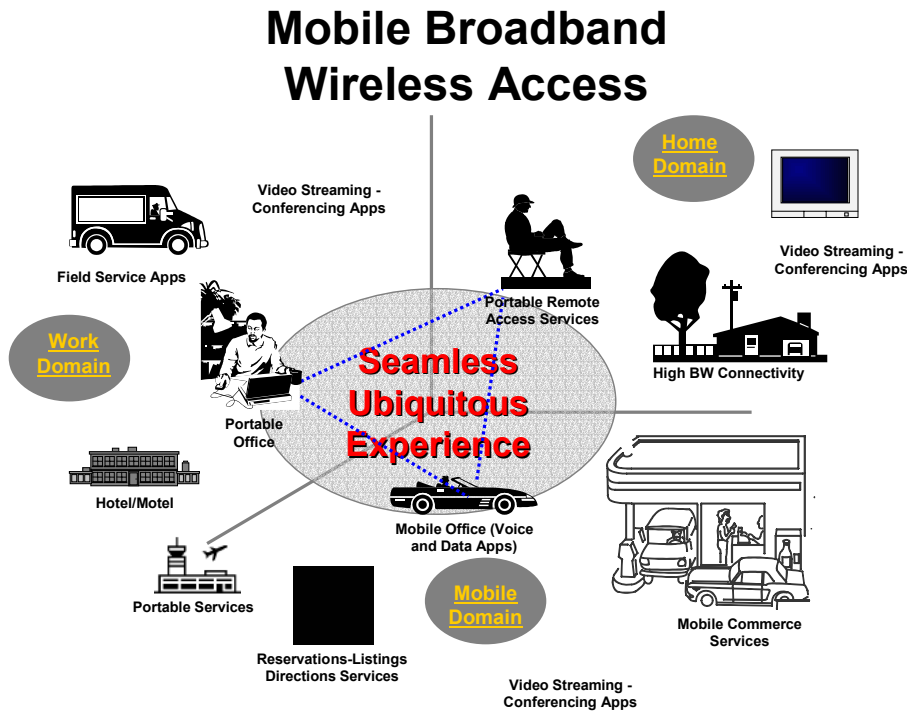 Mobile Broadband
Wireless Access
Home
Domain
Video Streaming -
Conferencing Apps
Field Service Apps
Video Streaming -
Conferencing Apps
Portable Remote
Access Services
Work
Domain
High BW Connectivity
Seamless
Ubiquitous
Experience
Portable
Office
Hotel/Motel
Mobile Office (Voice
and Data Apps)
Portable Services
Mobile
Domain
Mobile Commerce
Services
Reservations-Listings
Directions Services
Video Streaming -
Conferencing Apps